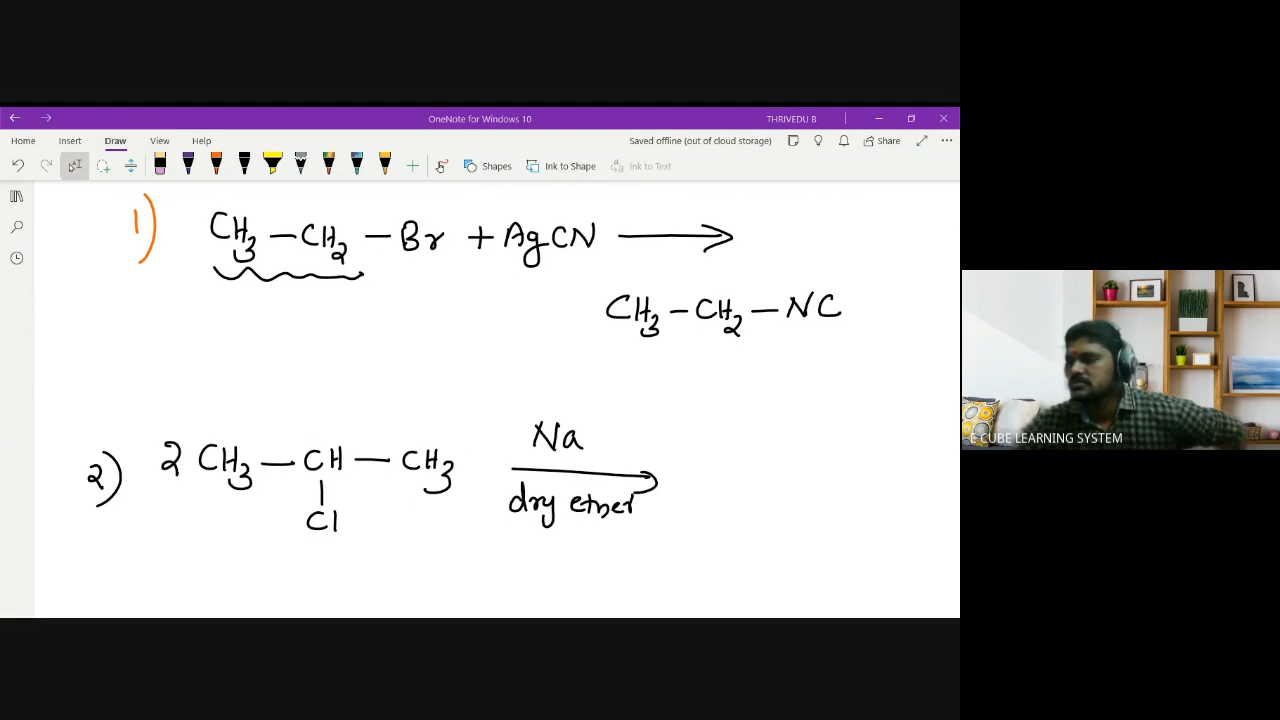 OneNote for Windows 10
THRIVEDU B
Home Insert Draw View Help
Saved offline (out of cloud storage)
Share
Shapes
Ink to Shape
Ink to Text
1) CH3 — CH2 — Br + AgCN ⟶
CH3 — CH2 — NC
Na
2) 2 CH3 — CH — CH3
dry ether
Cl
E CUBE LEARNING SYSTEM